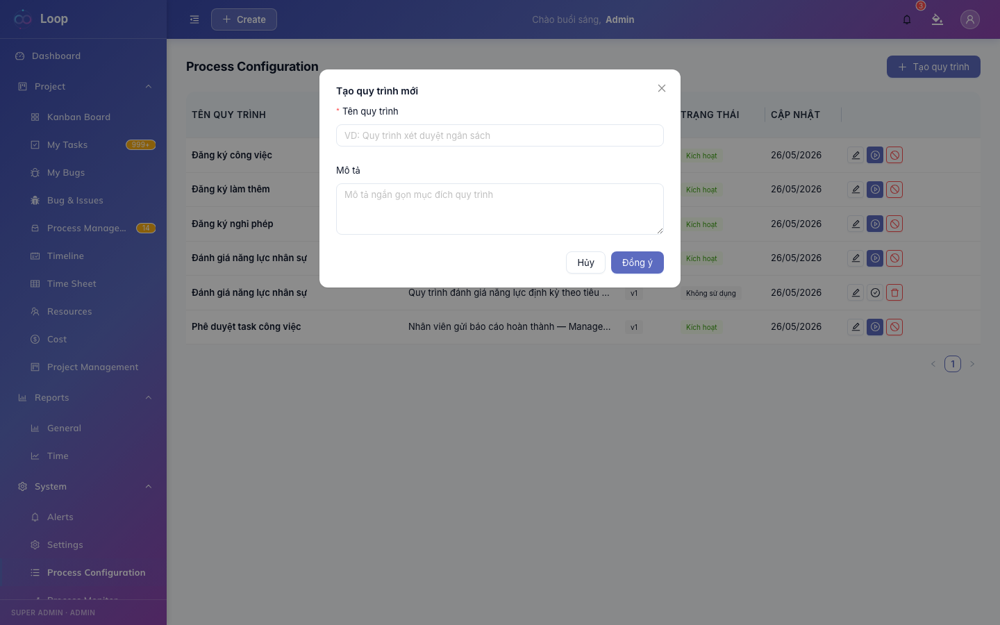 Loop
Create
Chào buổi sáng, Admin
3
Dashboard
Project
Kanban Board
My Tasks
999+
My Bugs
Bug & Issues
Process Manage...
14
Timeline
Time Sheet
Resources
Cost
Project Management
Reports
General
Time
System
Alerts
Settings
Process Configuration
Process Monitor
SUPER ADMIN · ADMIN
Process Configuration
Tạo quy trình
TÊN QUY TRÌNH
TRẠNG THÁI
CẬP NHẬT
Đăng ký công việc
Kích hoạt
26/05/2026
Đăng ký làm thêm
Kích hoạt
26/05/2026
Đăng ký nghỉ phép
Kích hoạt
26/05/2026
Đánh giá năng lực nhân sự
Kích hoạt
26/05/2026
Đánh giá năng lực nhân sự
Quy trình đánh giá năng lực định kỳ theo tiêu ...
v1
Không sử dụng
26/05/2026
Phê duyệt task công việc
Nhân viên gửi báo cáo hoàn thành — Manage...
v1
Kích hoạt
26/05/2026
1
Tạo quy trình mới
* Tên quy trình
VD: Quy trình xét duyệt ngân sách
Mô tả
Mô tả ngắn gọn mục đích quy trình
Hủy
Đồng ý